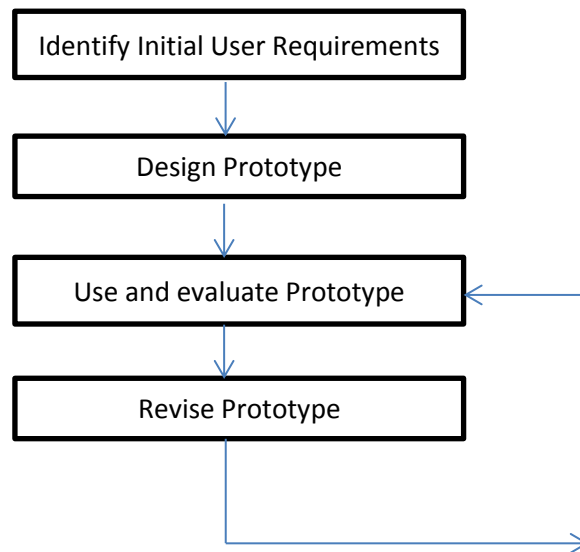 Identify Initial User Requirements
Design Prototype
Use and evaluate Prototype
Revise Prototype